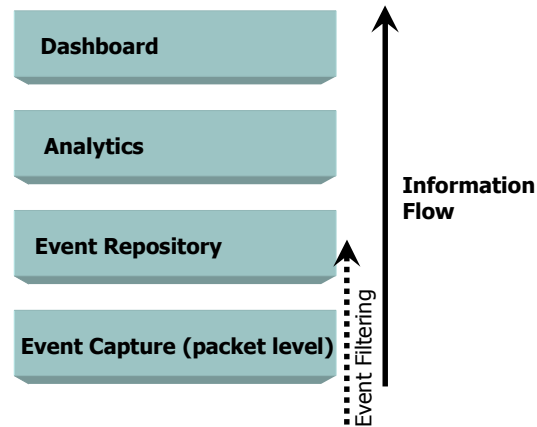 Dashboard
Analytics
Information
Flow
Event Repository
Event Filtering
Event Capture (packet level)